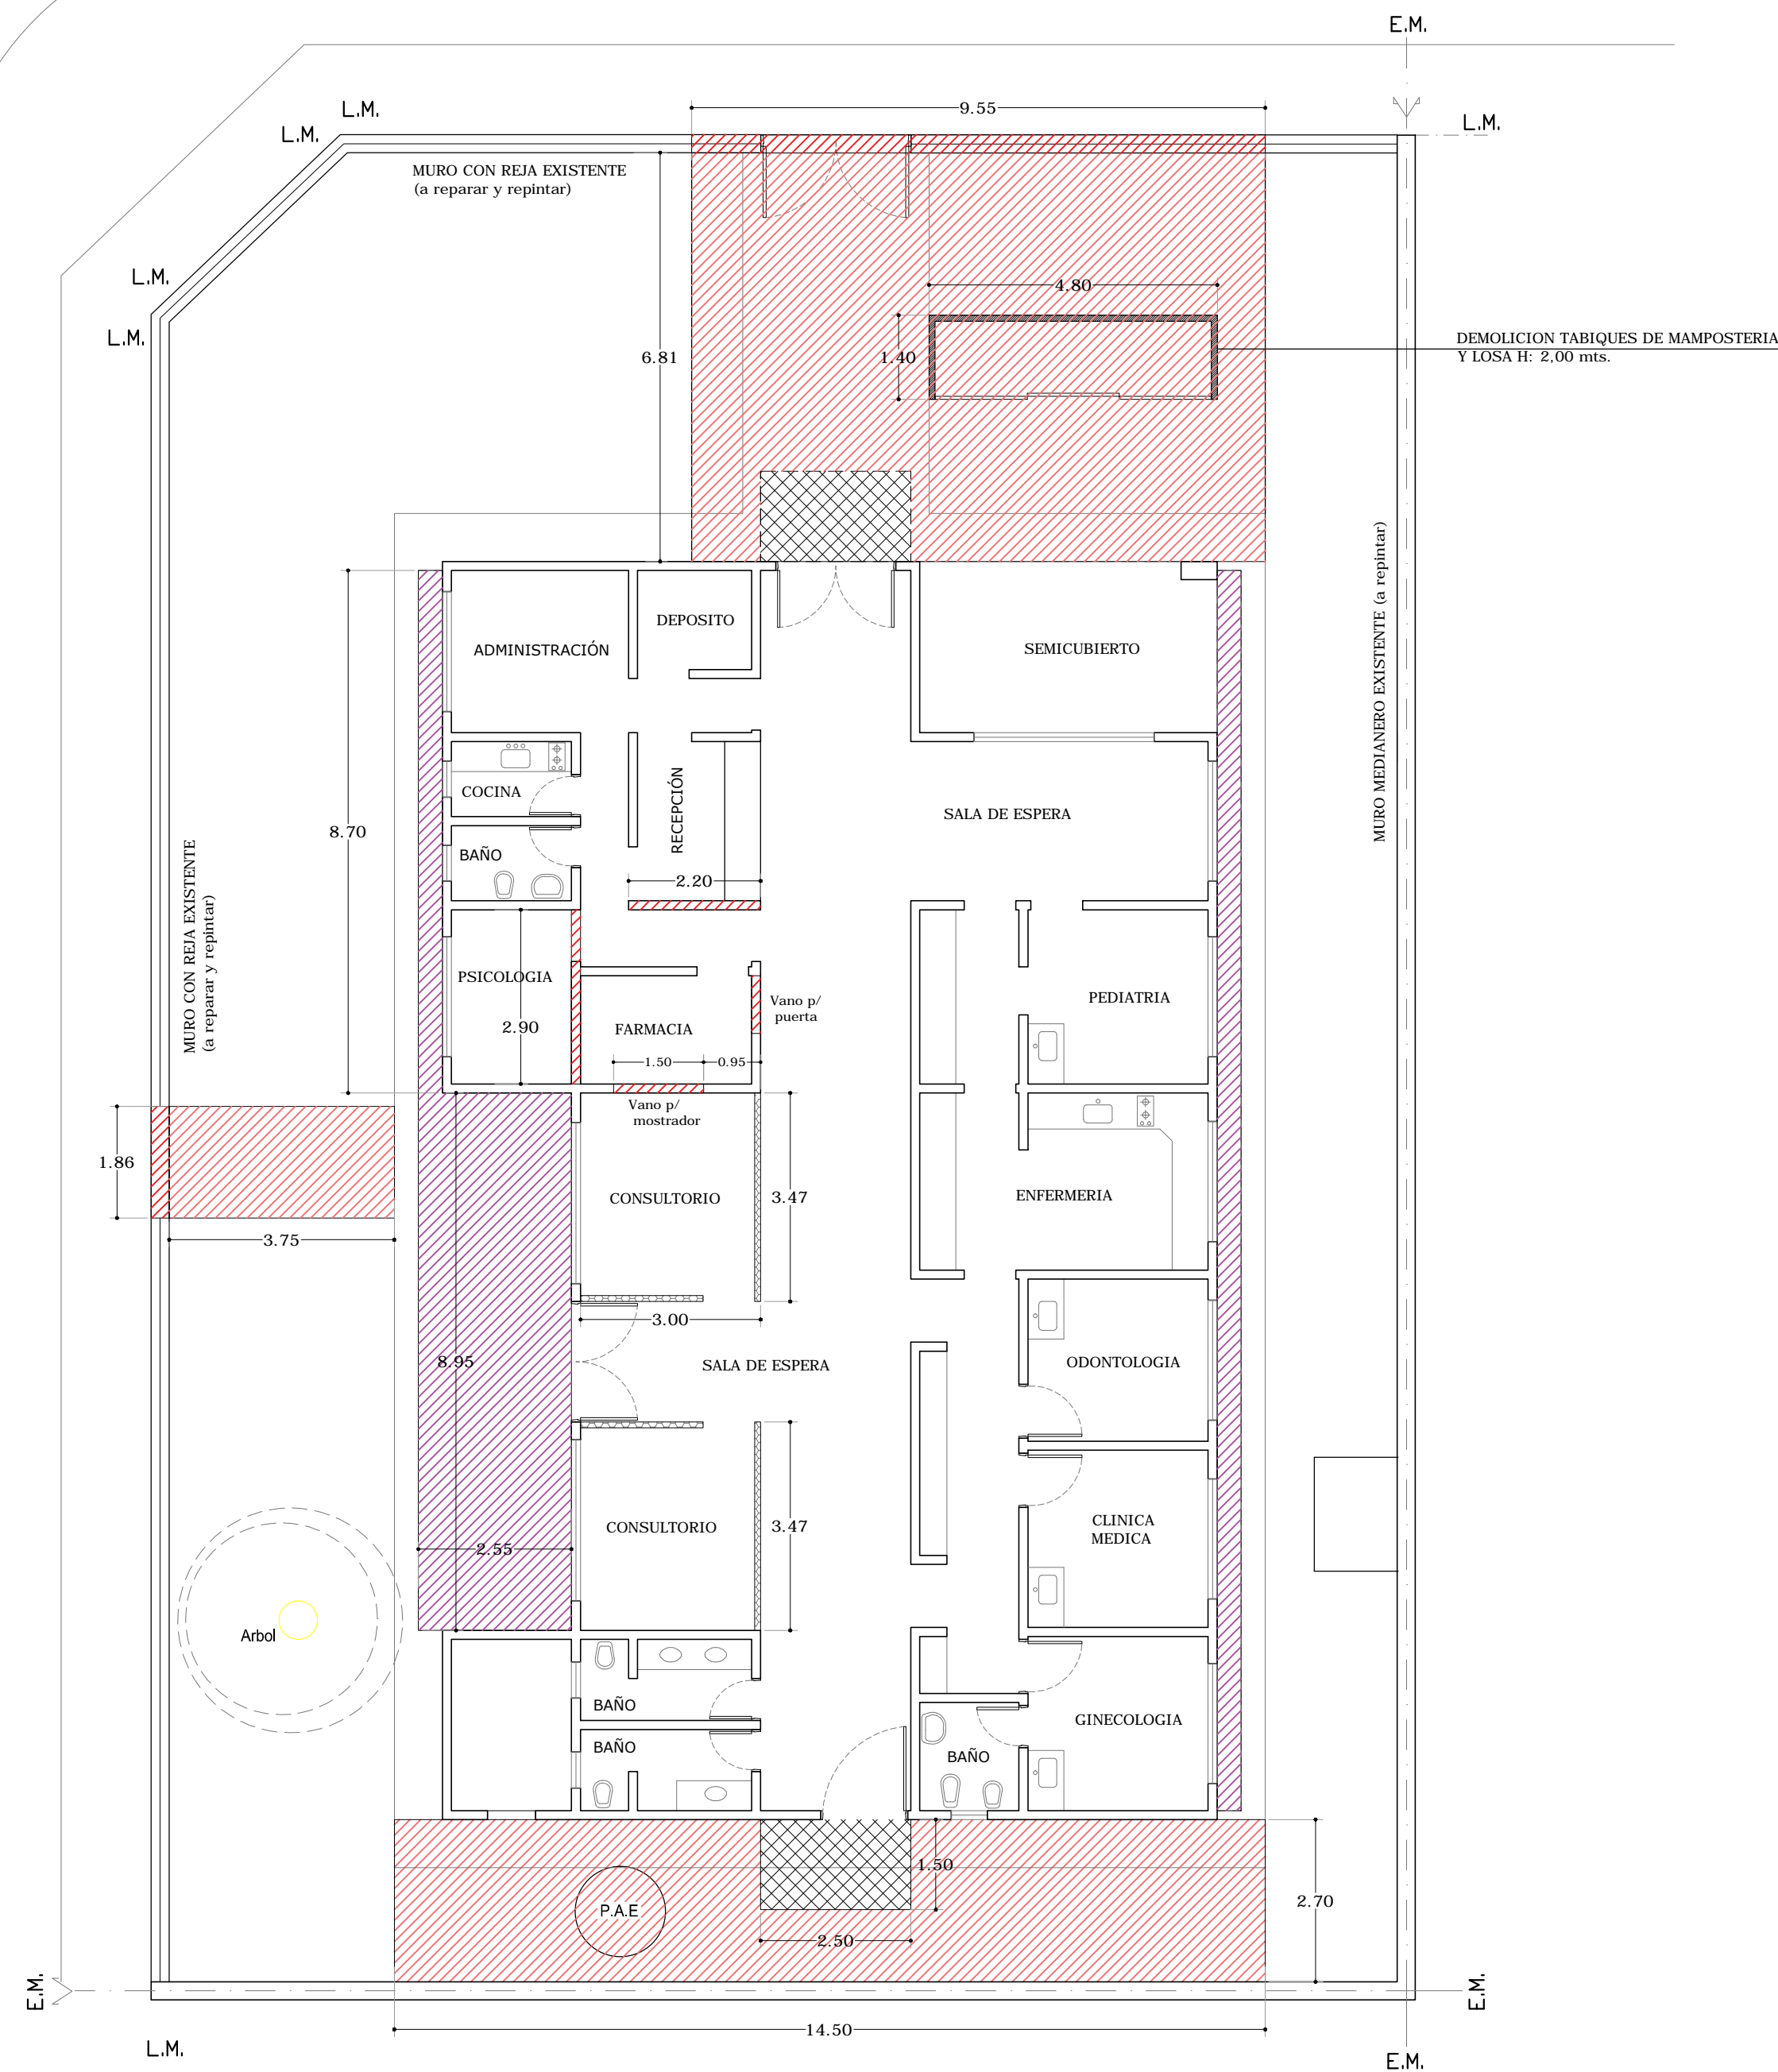 E.M.
L.M.
9.55
L.M.
L.M.
MURO CON REJA EXISTENTE
(a reparar y repintar)
L.M.
4.80
L.M.
6.81
1.40
DEMOLICION TABIQUES DE MAMPOSTERIA
Y LOSA H: 2,00 mts.
MURO MEDIANERO EXISTENTE (a repintar)
DEPOSITO
ADMINISTRACIÓN
SEMICUBIERTO
COCINA
RECEPCIÓN
SALA DE ESPERA
8.70
BAÑO
2.20
MURO CON REJA EXISTENTE
(a reparar y repintar)
PSICOLOGIA
2.90
FARMACIA
Vano p/
puerta
PEDIATRIA
1.50
0.95
Vano p/
mostrador
1.86
CONSULTORIO
3.47
ENFERMERIA
3.75
3.00
8.95
SALA DE ESPERA
ODONTOLOGIA
CONSULTORIO
3.47
CLINICA
MEDICA
2.55
Arbol
BAÑO
GINECOLOGIA
BAÑO
BAÑO
1.50
2.70
P.A.E
2.50
E.M.
E.M.
14.50
L.M.
E.M.